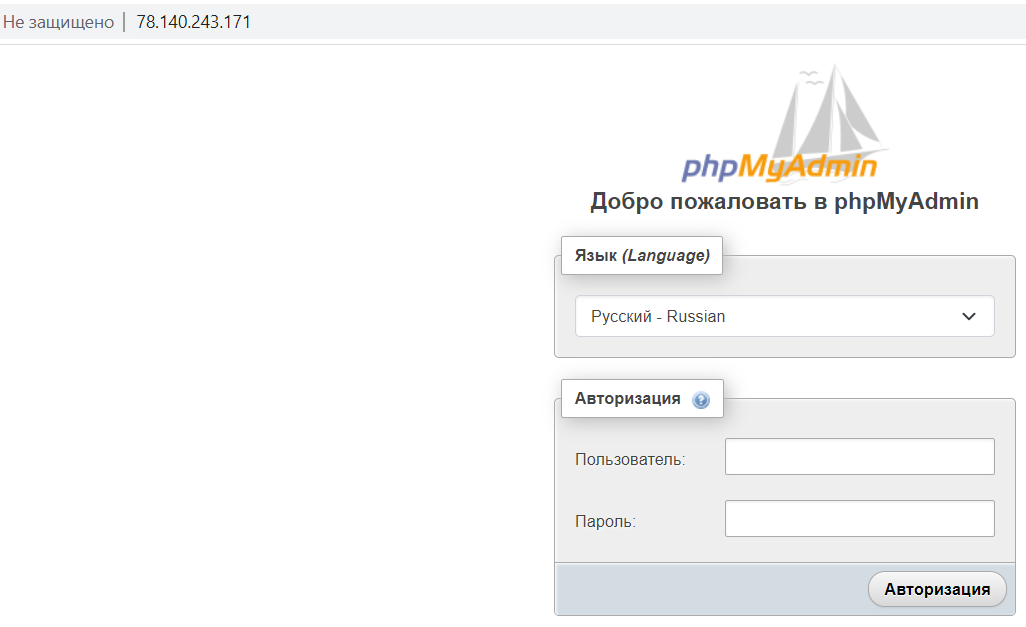 Не защищено | 78.140.243.171
phpMyAdmin
Добро пожаловать в phpMyAdmin
Язык (Language)
Русский - Russian
Авторизация ?
Пользователь:
Пароль:
Авторизация